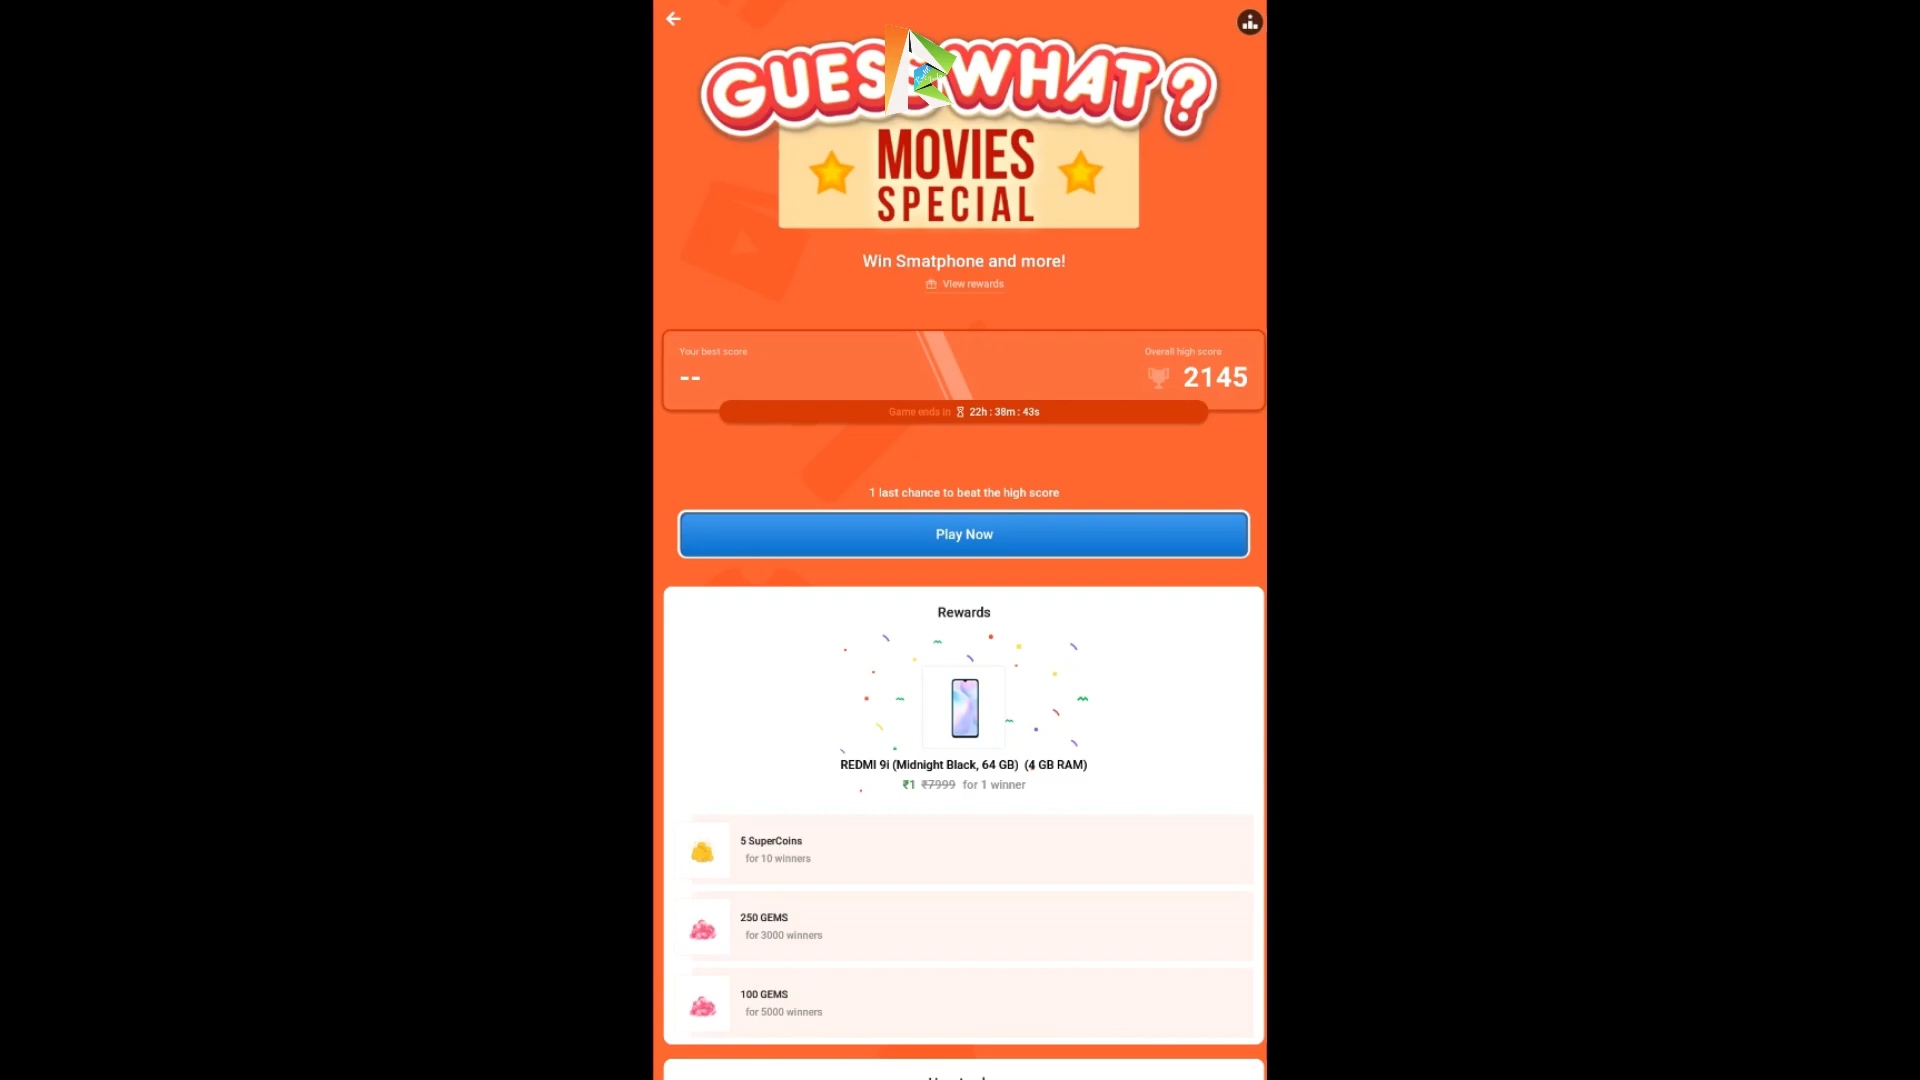 GUESS WHAT?
MOVIES
SPECIAL
Win Smatphone and more!
View rewards
Your best score
Overall high score
--
2145
Game ends in 22h : 38m : 43s
1 last chance to beat the high score
Play Now
Rewards
REDMI 9i (Midnight Black, 64 GB) (4 GB RAM)
₹1 ₹7999 for 1 winner
5 SuperCoins
for 10 winners
250 GEMS
for 3000 winners
100 GEMS
for 5000 winners